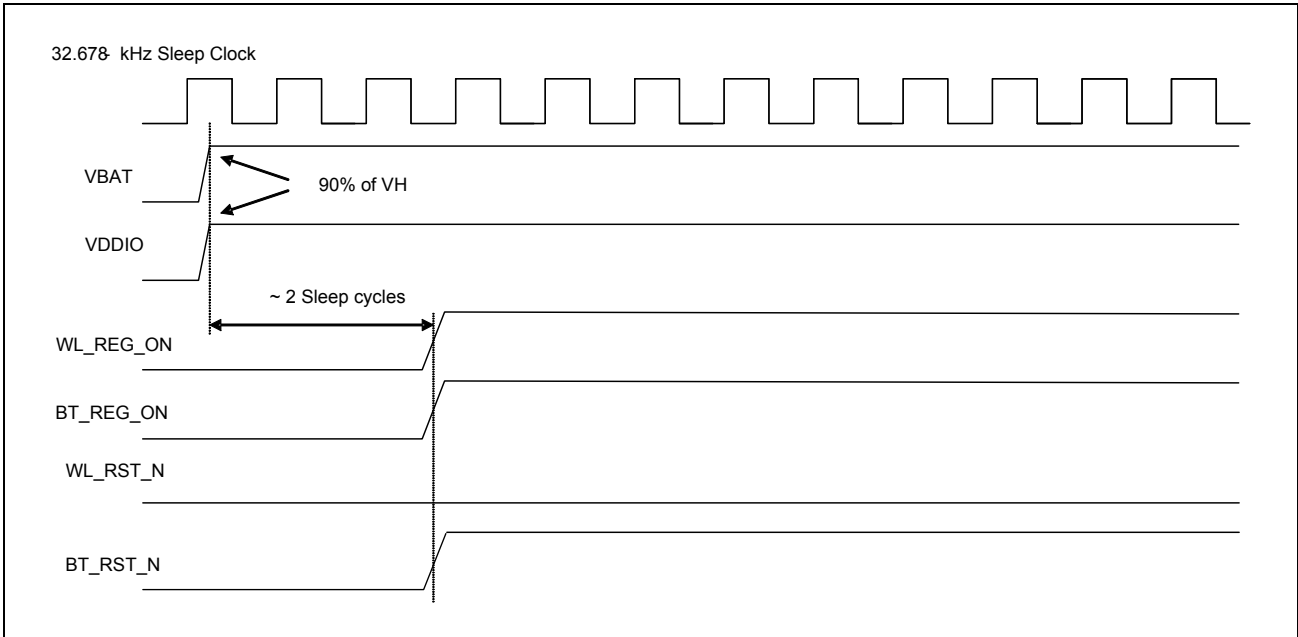 32.678- kHz Sleep Clock
VBAT
90% of VH
VDDIO
~ 2 Sleep cycles
WL_REG_ON
BT_REG_ON
WL_RST_N
BT_RST_N